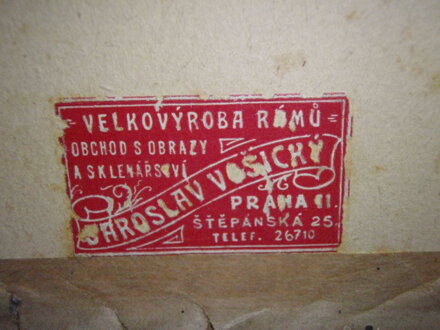 VELKOVÝROBA RÁMŮ
OBCHOD S OBRAZY
A SKLENÁŘSTVÍ
JAROSLAV VOŠICKÝ
PRAHA II.
ŠTĚPÁNSKÁ 25.
TELEF. 26710